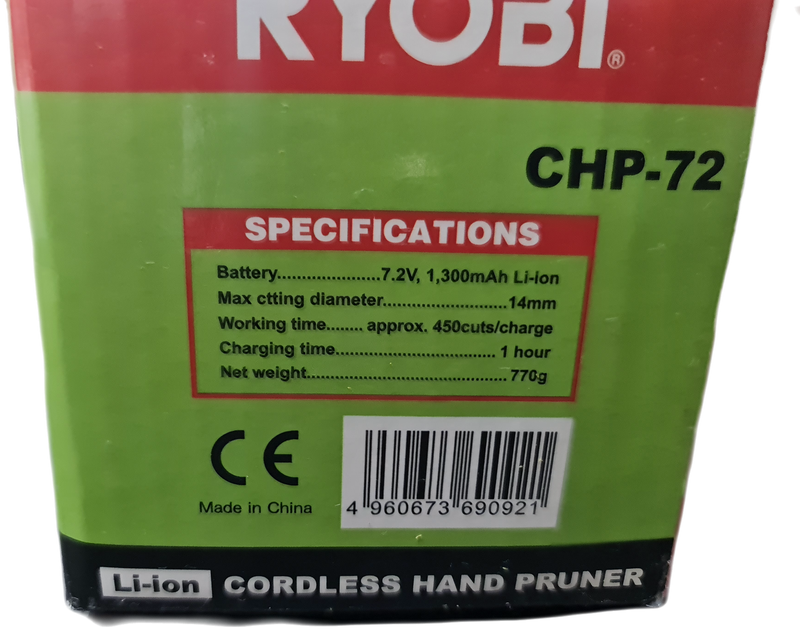 RYOBI®
CHP-72
SPECIFICATIONS
Battery.....................7.2V, 1,300mAh Li-ion
Max ctting diameter.........................14mm
Working time........ approx. 450cuts/charge
Charging time................................. 1 hour
Net weight.......................................... 770g
CE
Made in China
4 960673 690921
Li-ion CORDLESS HAND PRUNER